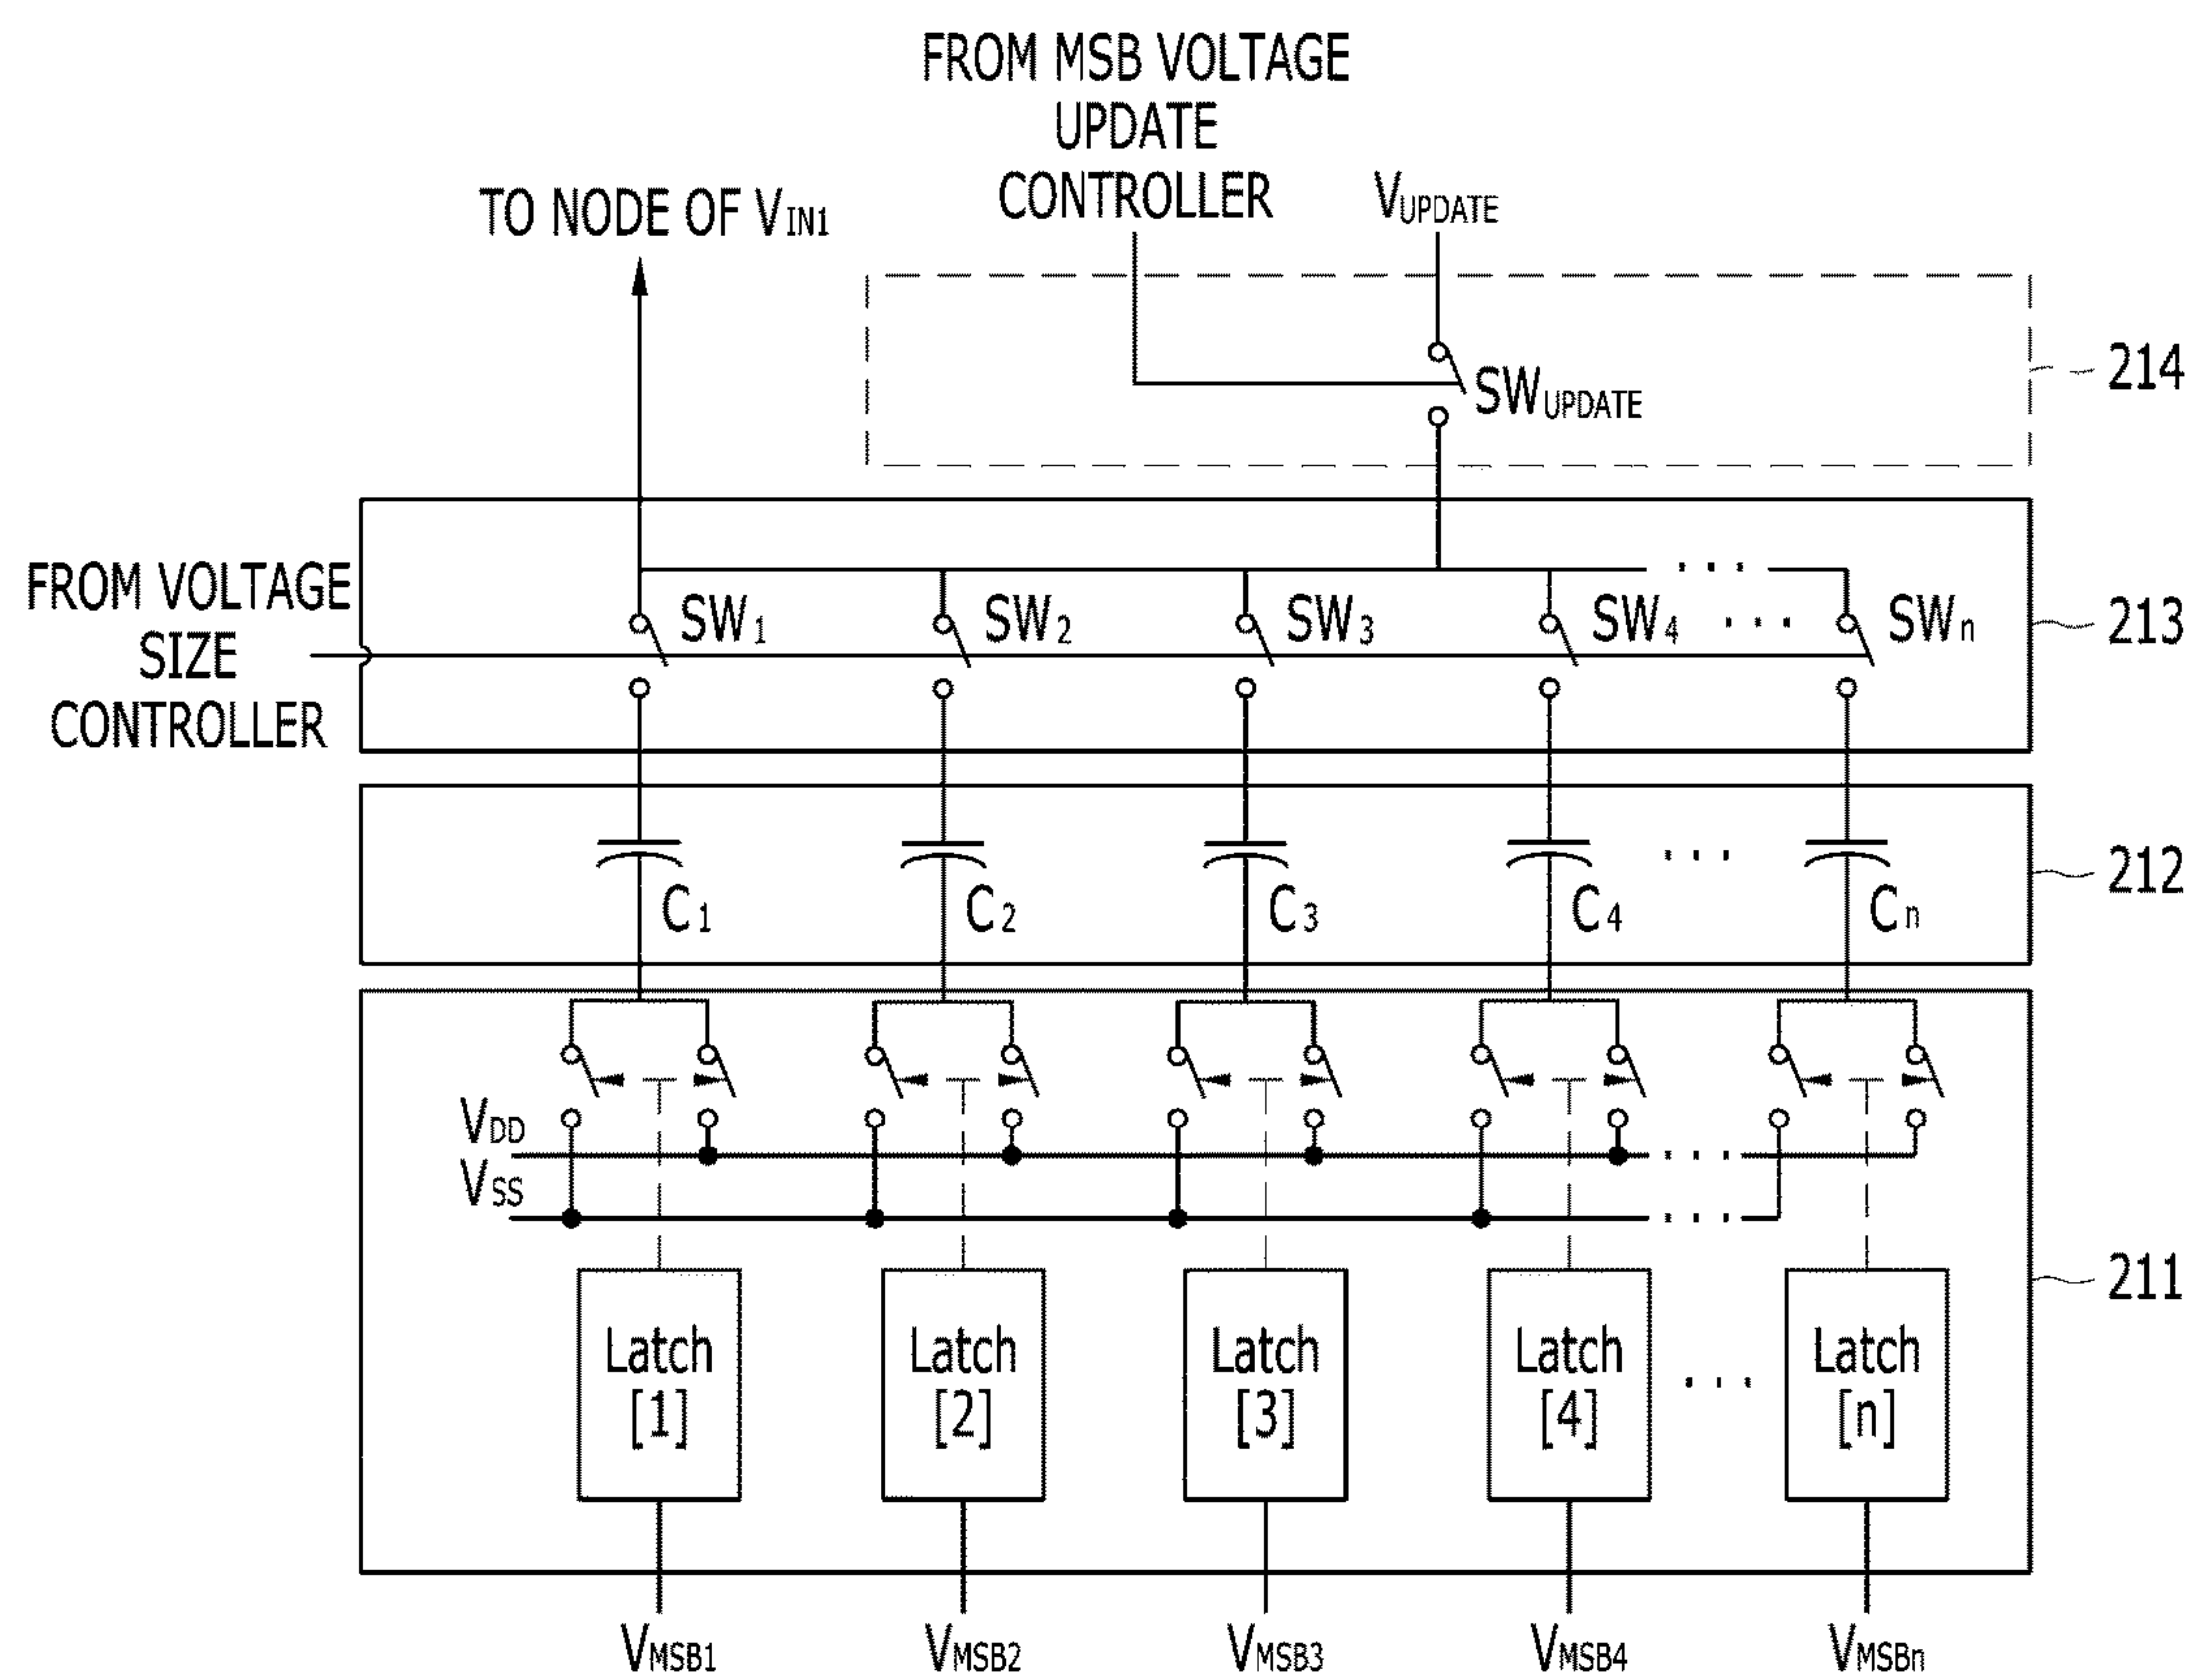 FROM MSB VOLTAGE
UPDATE
CONTROLLER
VUPDATE
TO NODE OF VIN1
SWUPDATE
214
FROM VOLTAGE
SIZE
CONTROLLER
SW1
SW2
SW3
SW4
. . .
SWn
213
C1
C2
C3
C4
. . .
Cn
212
VDD
VSS
Latch
[1]
Latch
[2]
Latch
[3]
Latch
[4]
. . .
Latch
[n]
211
VMSB1
VMSB2
VMSB3
VMSB4
VMSBn